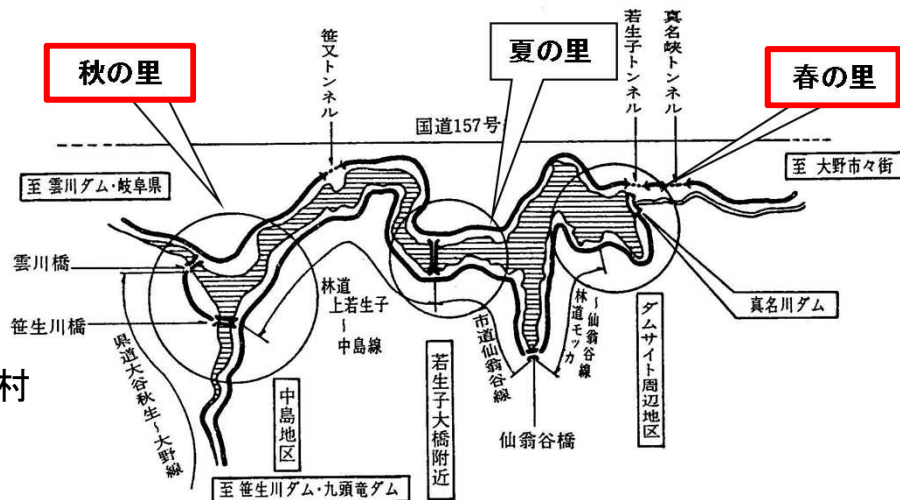 秋の里
笹又トンネル
夏の里
若生子トンネル
真名峡トンネル
春の里
国道157号
至 雲川ダム・岐阜県
至 大野市々街
雲川橋
笹生川橋
県道大谷秋生〜大野線
村
中島地区
林道
上若生子
〜
中島線
若生子大橋附近
市道仙翁谷線
仙翁谷橋
林道モッカ
〜仙翁谷線
ダムサイト周辺地区
真名川ダム
至 笹生川ダム・九頭竜ダム